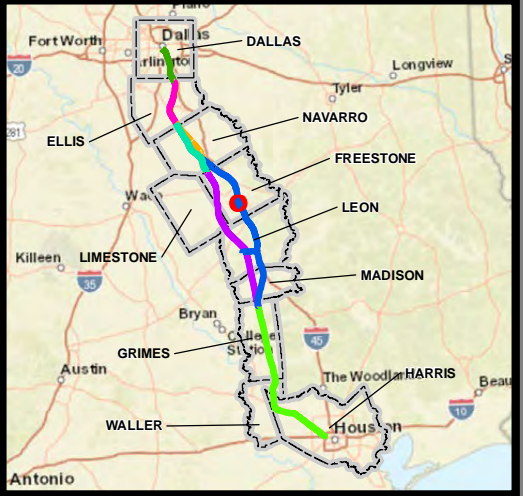 Plano
Dallas
DALLAS
Fort Worth
Arlington
20
Longview
Tyler
NAVARRO
281
ELLIS
FREESTONE
LEON
LIMESTONE
Killeen
MADISON
35
Bryan
College
Station
45
GRIMES
Austin
The Woodlan
HARRIS
Beau
10
WALLER
Houston
Antonio